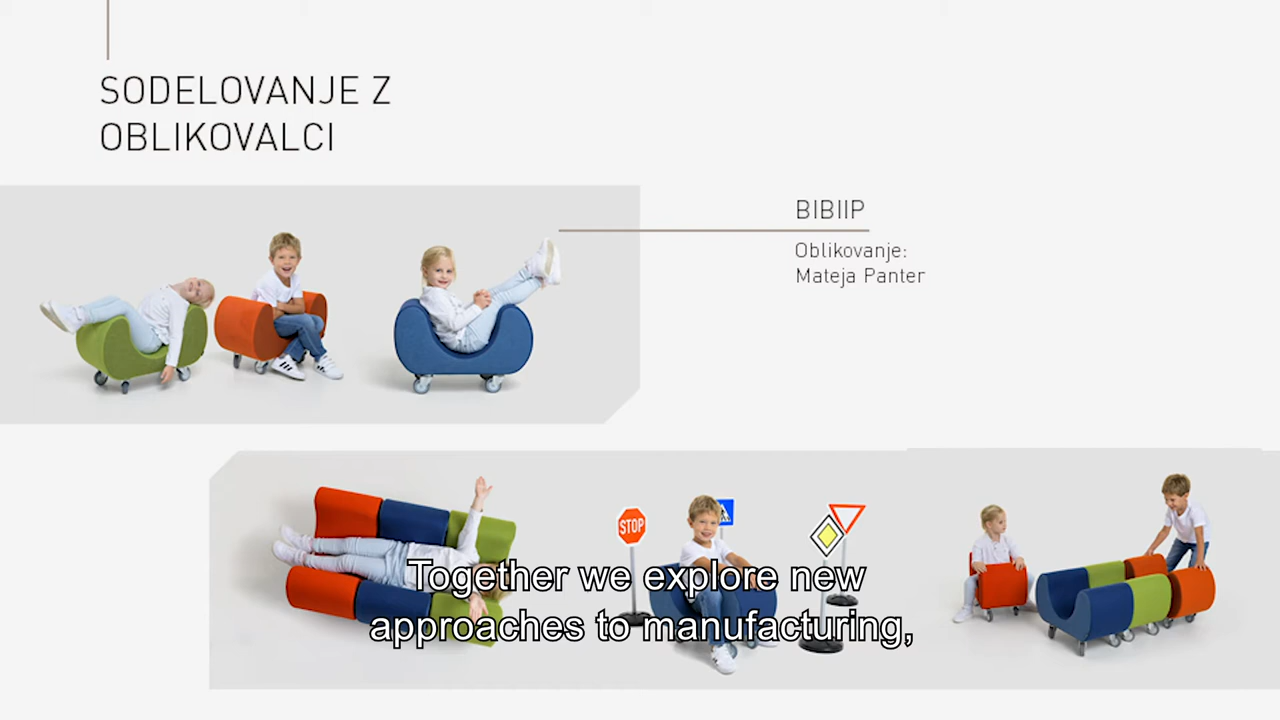 SODELOVANJE Z
OBLIKOVALCI
BIBIIP
Oblikovanje:
Mateja Panter
STOP
Together we explore new
approaches to manufacturing,